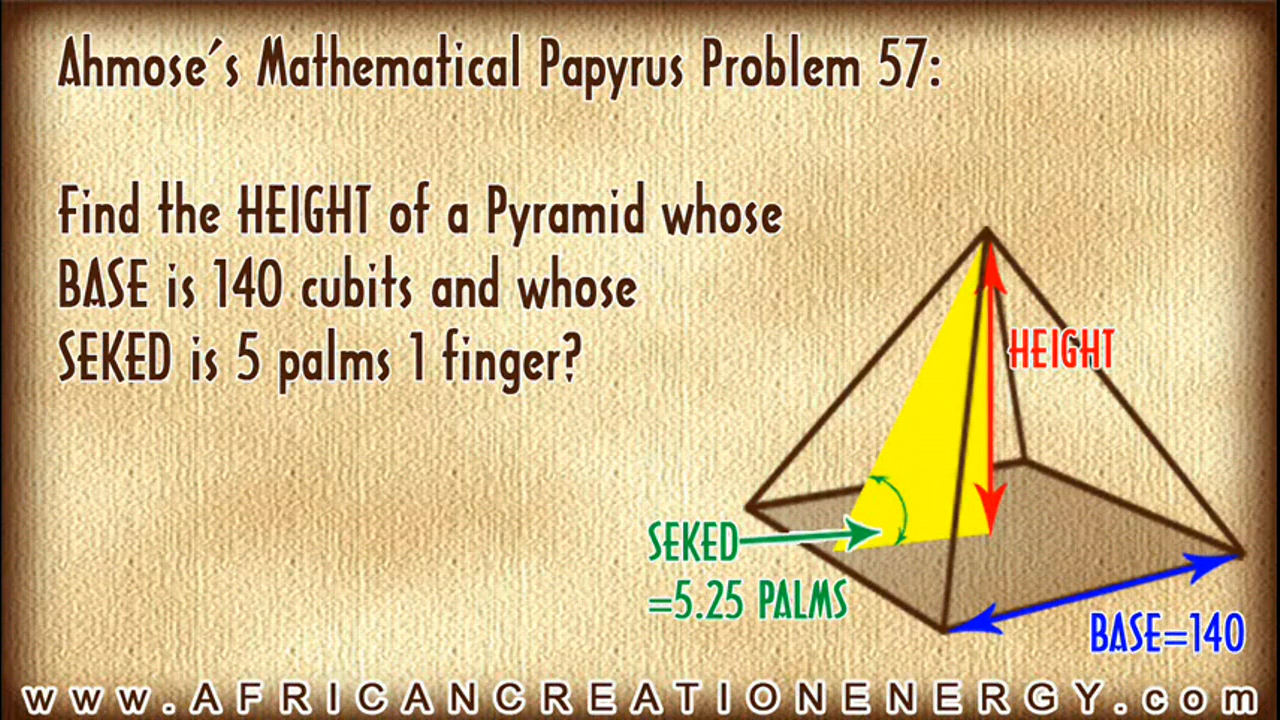 Ahmose´s Mathematical Papyrus Problem 57:
Find the HEIGHT of a Pyramid whose
BASE is 140 cubits and whose
SEKED is 5 palms 1 finger?
HEIGHT
SEKED
=5.25 PALMS
BASE=140
www.AFRICANCREATIONENERGY.com